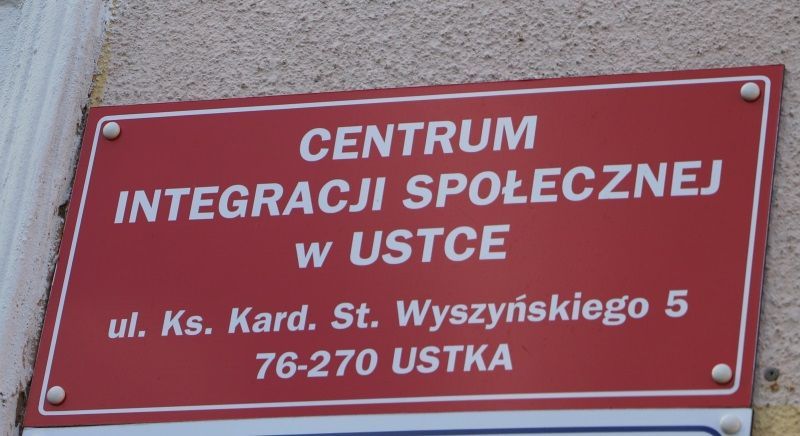 CENTRUM
INTEGRACJI SPOŁECZNEJ
w USTCE
ul. Ks. Kard. St. Wyszyńskiego 5
76-270 USTKA